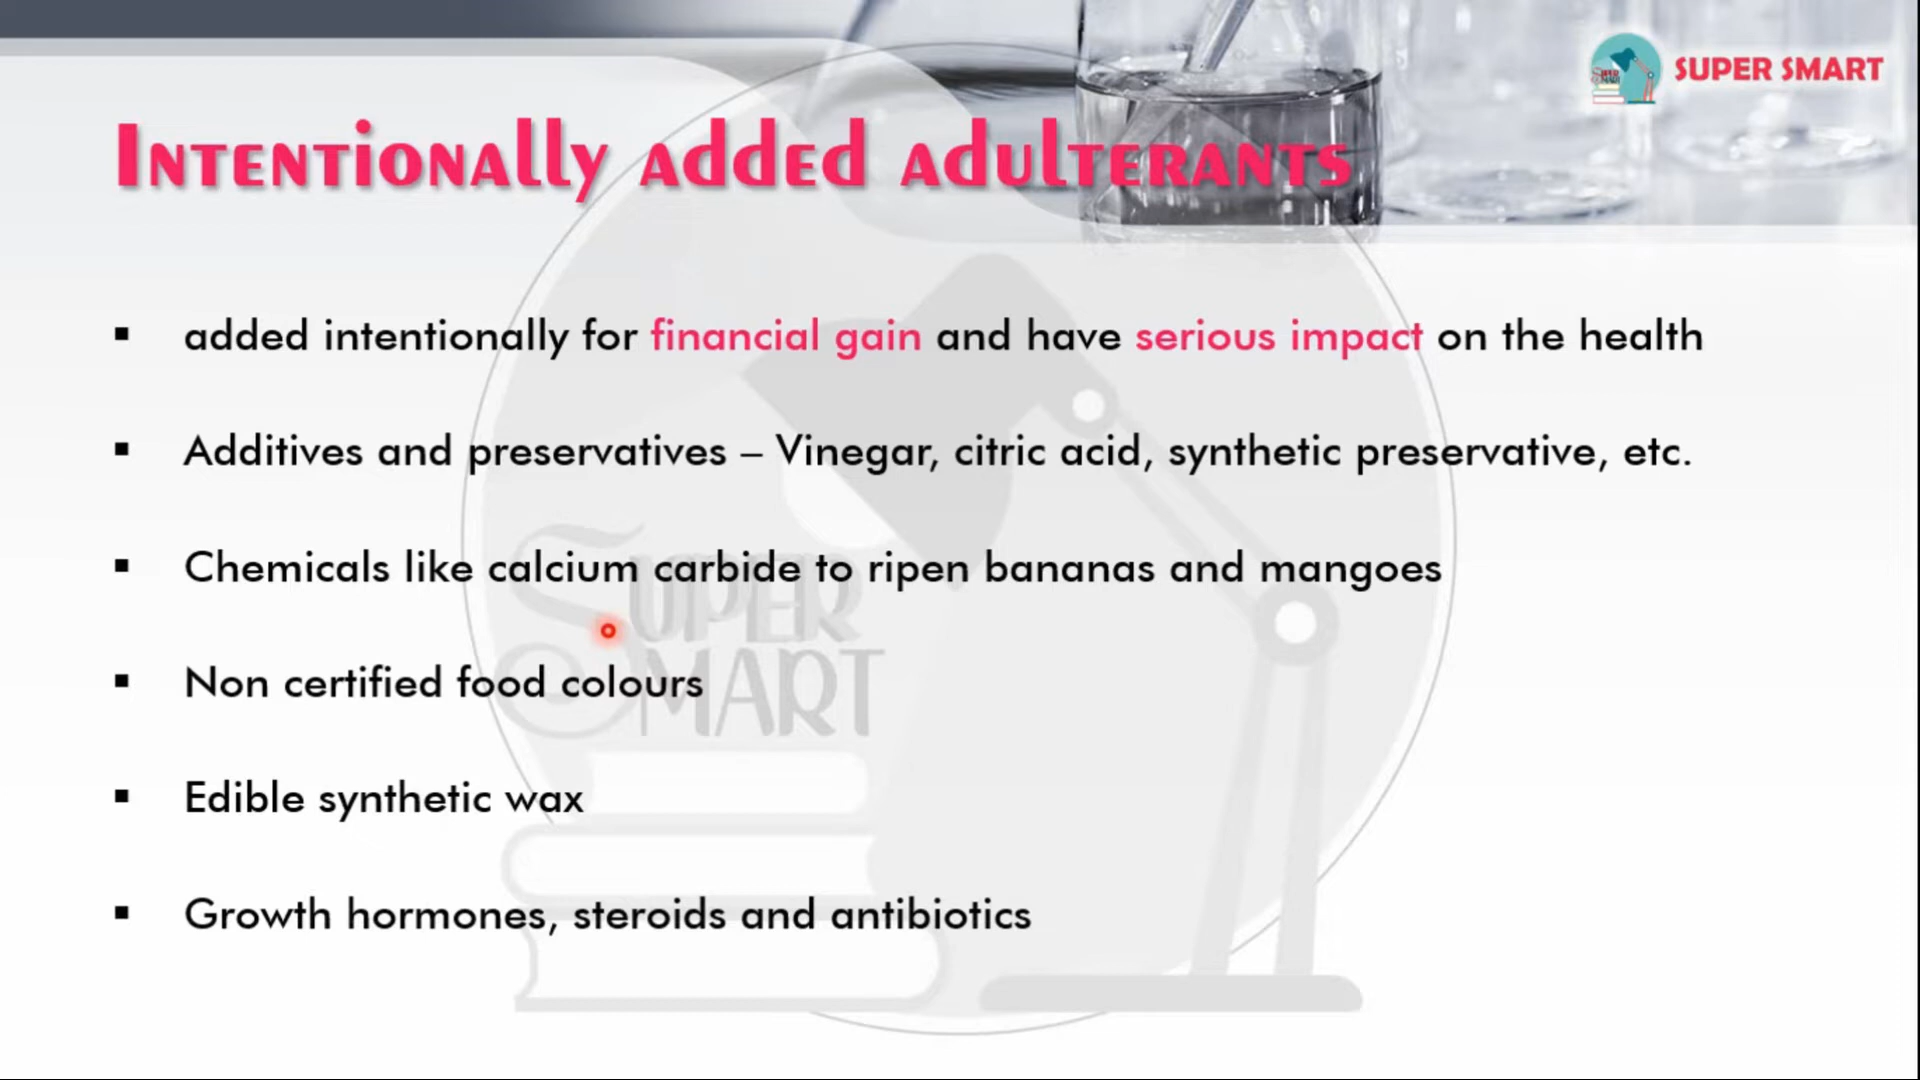 SUPER SMART
Intentionally added adulterants
▪ added intentionally for financial gain and have serious impact on the health
▪ Additives and preservatives – Vinegar, citric acid, synthetic preservative, etc.
▪ Chemicals like calcium carbide to ripen bananas and mangoes
SUPER
▪ Non certified food colours
SMART
▪ Edible synthetic wax
▪ Growth hormones, steroids and antibiotics